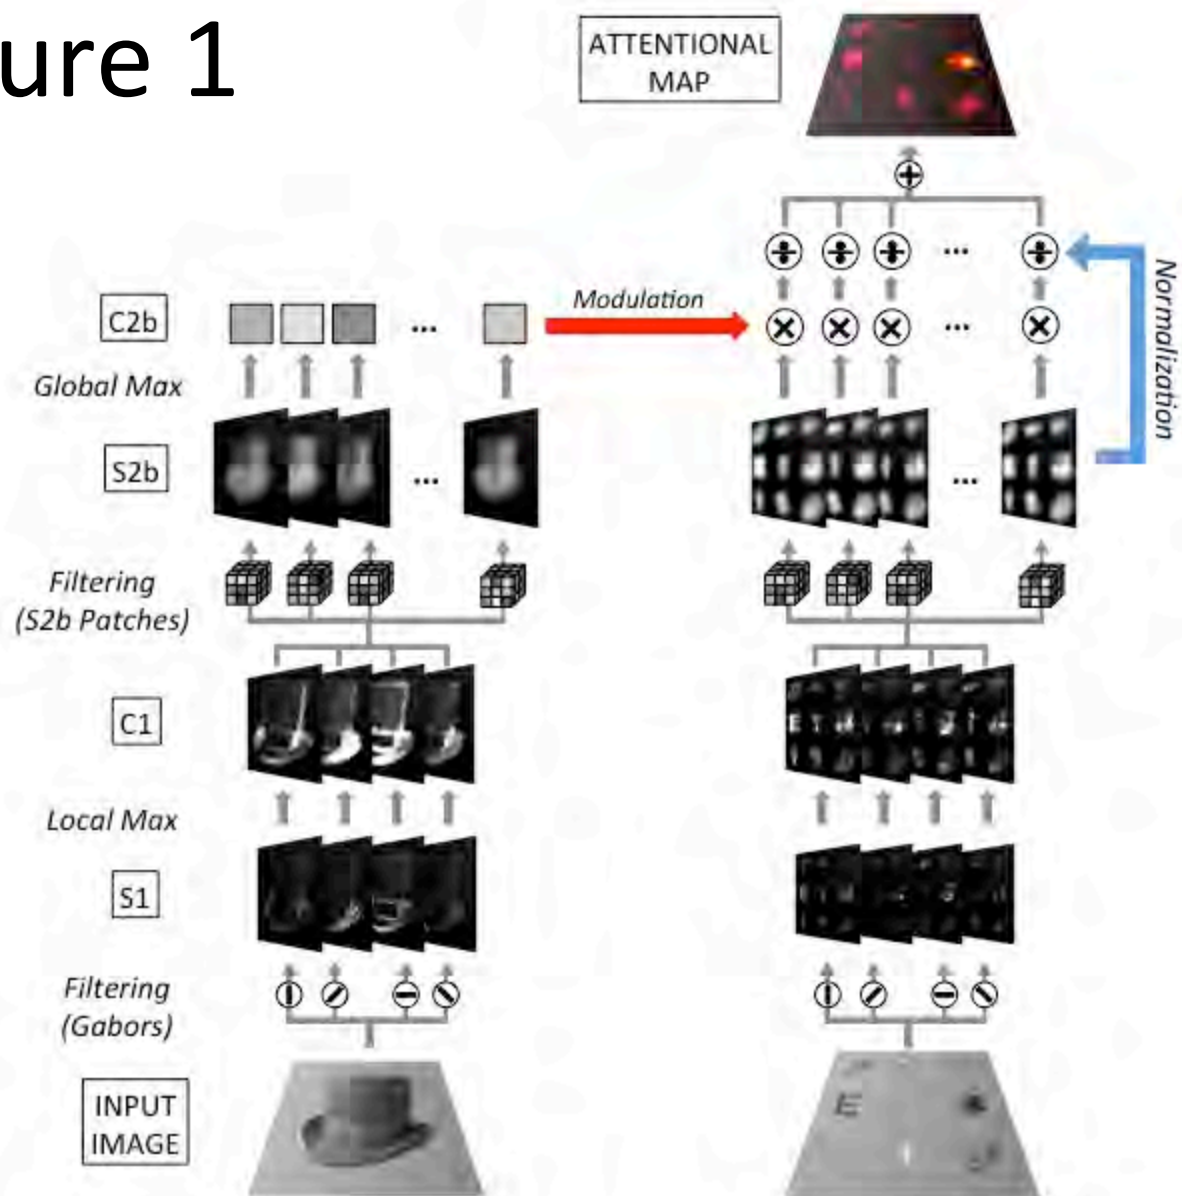 ure 1
ATTENTIONAL
MAP
C2b
...
Modulation
...
...
Global Max
Normalization
S2b
...
...
Filtering
(S2b Patches)
C1
Local Max
S1
Filtering
(Gabors)
INPUT
IMAGE
E